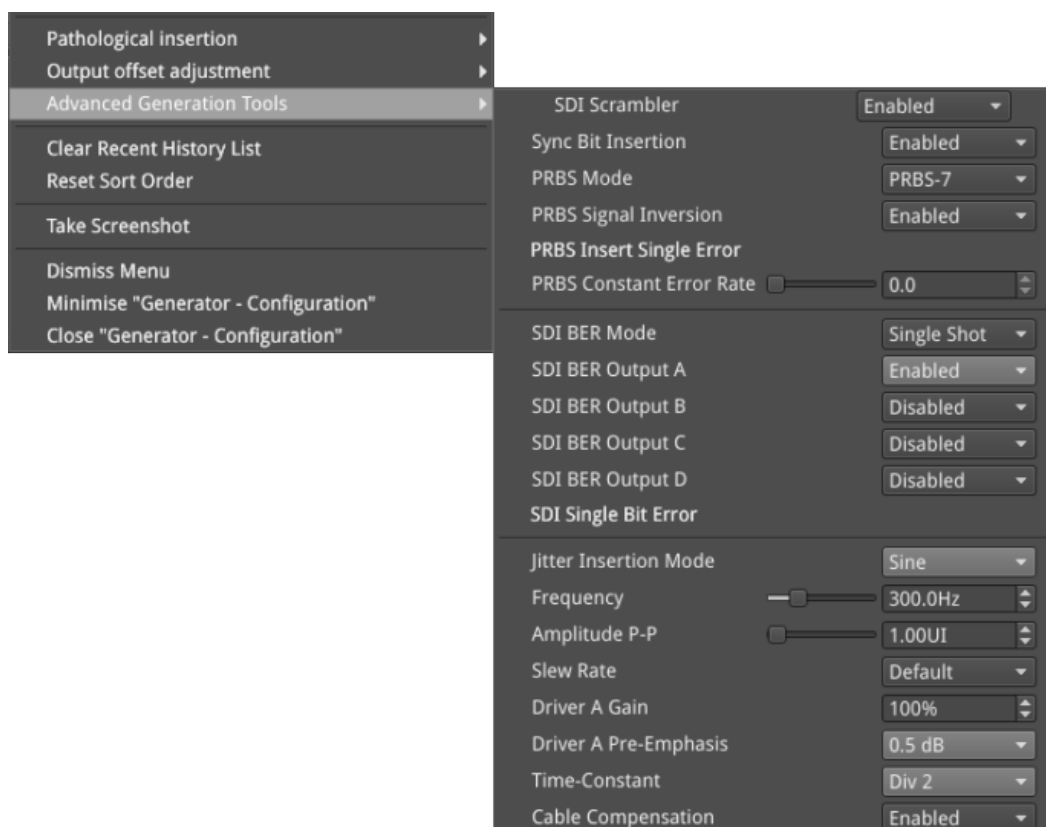 Pathological insertion
Output offset adjustment
Advanced Generation Tools
Clear Recent History List
Reset Sort Order
Take Screenshot
Dismiss Menu
Minimise "Generator - Configuration"
Close "Generator - Configuration"
SDI Scrambler Enabled
Sync Bit Insertion Enabled
PRBS Mode PRBS-7
PRBS Signal Inversion Enabled
PRBS Insert Single Error
PRBS Constant Error Rate 0.0
SDI BER Mode Single Shot
SDI BER Output A Enabled
SDI BER Output B Disabled
SDI BER Output C Disabled
SDI BER Output D Disabled
SDI Single Bit Error
Jitter Insertion Mode Sine
Frequency 300.0Hz
Amplitude P-P 1.00UI
Slew Rate Default
Driver A Gain 100%
Driver A Pre-Emphasis 0.5 dB
Time-Constant Div 2
Cable Compensation Enabled